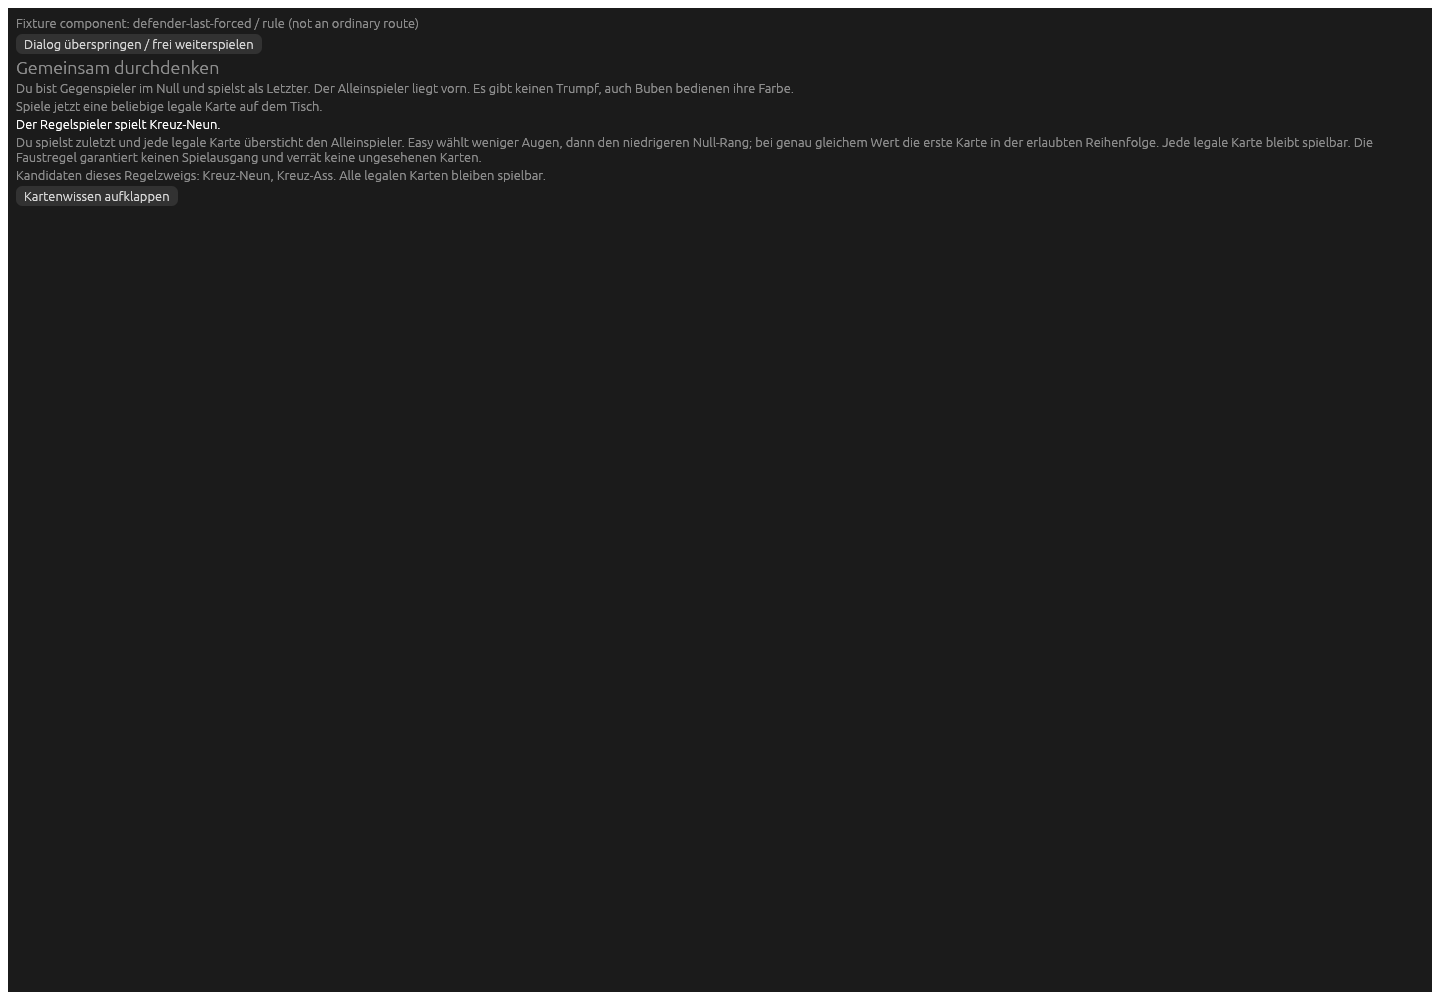 Fixture component: defender-last-forced / rule (not an ordinary route)
Dialog überspringen / frei weiterspielen
Gemeinsam durchdenken
Du bist Gegenspieler im Null und spielst als Letzter. Der Alleinspieler liegt vorn. Es gibt keinen Trumpf, auch Buben bedienen ihre Farbe.
Spiele jetzt eine beliebige legale Karte auf dem Tisch.
Der Regelspieler spielt Kreuz-Neun.
Du spielst zuletzt und jede legale Karte übersticht den Alleinspieler. Easy wählt weniger Augen, dann den niedrigeren Null-Rang; bei genau gleichem Wert die erste Karte in der erlaubten Reihenfolge. Jede legale Karte bleibt spielbar. Die
Faustregel garantiert keinen Spielausgang und verrät keine ungesehenen Karten.
Kandidaten dieses Regelzweigs: Kreuz-Neun, Kreuz-Ass. Alle legalen Karten bleiben spielbar.
Kartenwissen aufklappen